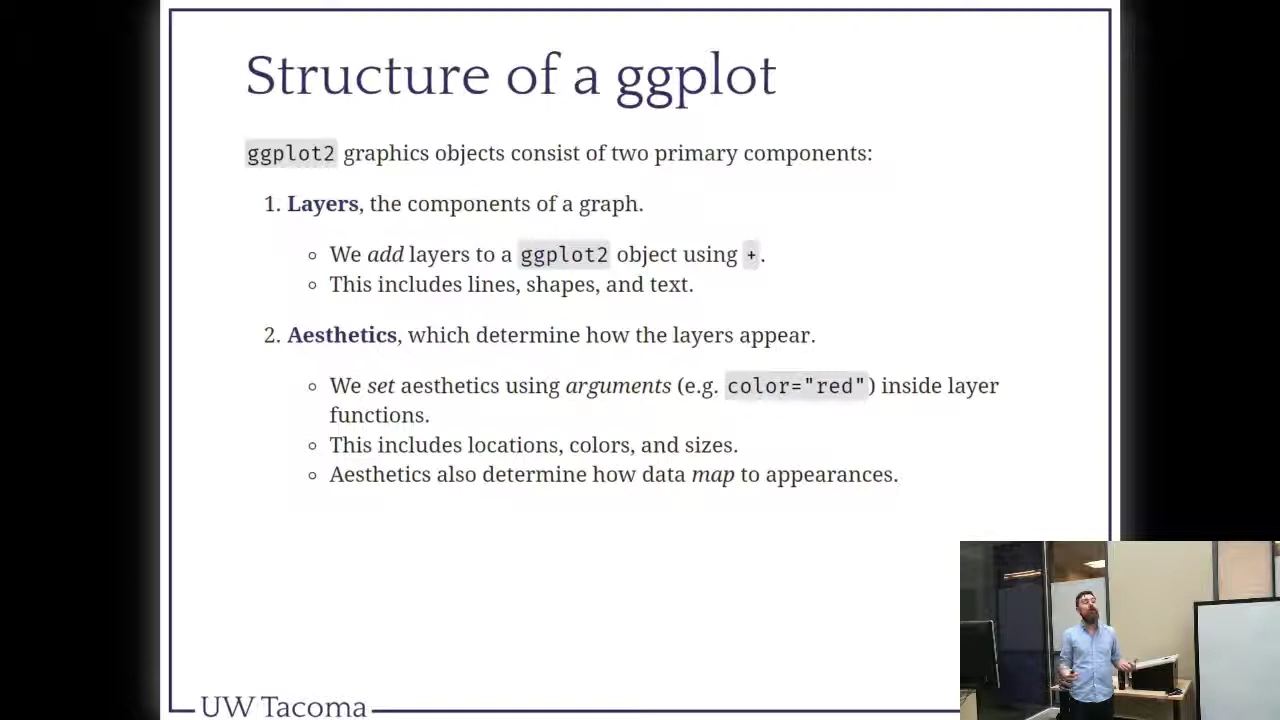 Structure of a ggplot
ggplot2 graphics objects consist of two primary components:
1. Layers, the components of a graph.
◦ We add layers to a ggplot2 object using +.
◦ This includes lines, shapes, and text.
2. Aesthetics, which determine how the layers appear.
◦ We set aesthetics using arguments (e.g. color="red") inside layer
functions.
◦ This includes locations, colors, and sizes.
◦ Aesthetics also determine how data map to appearances.
UW Tacoma